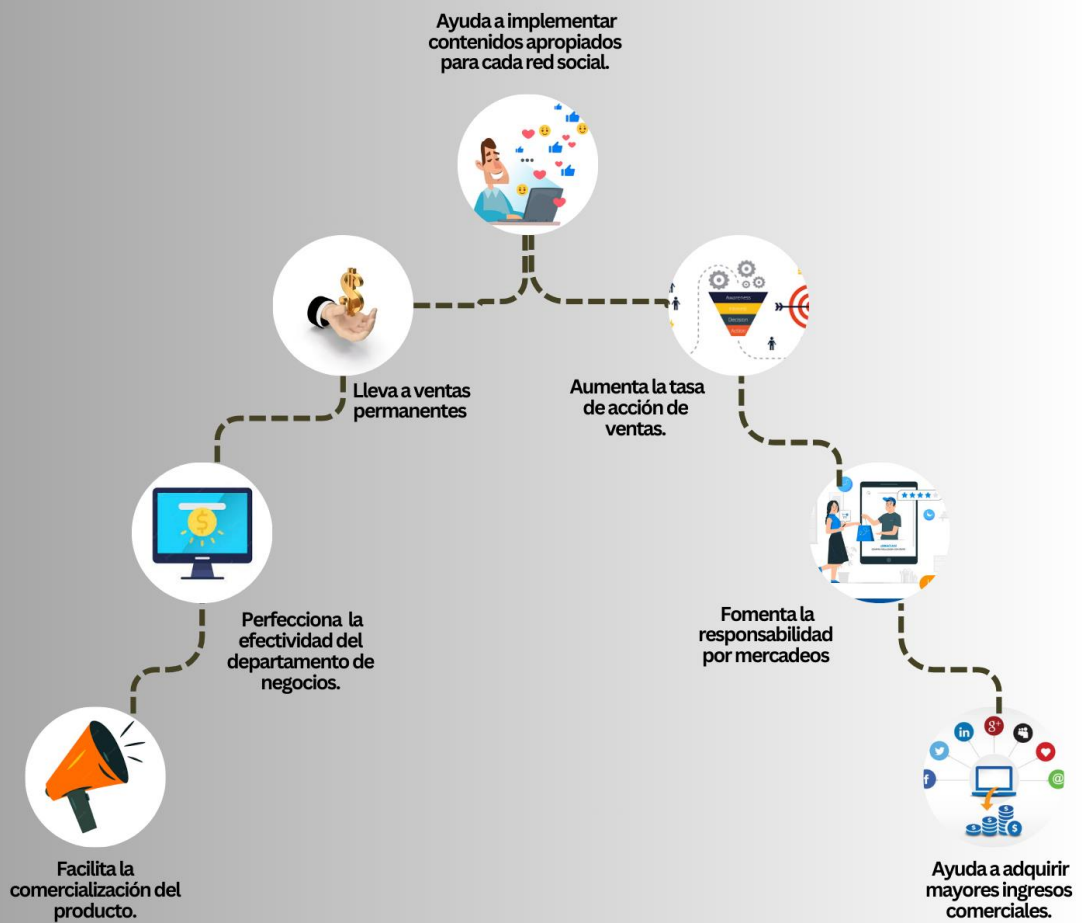 Ayuda a implementar
contenidos apropiados
para cada red social.
Awareness
Decision
Lleva a ventas
permanentes
Aumenta la tasa
de acción de
ventas.
Perfecciona la
efectividad del
departamento de
negocios.
Fomenta la
responsabilidad
por mercadeos
Facilita la
comercialización del
producto.
Ayuda a adquirir
mayores ingresos
comerciales.